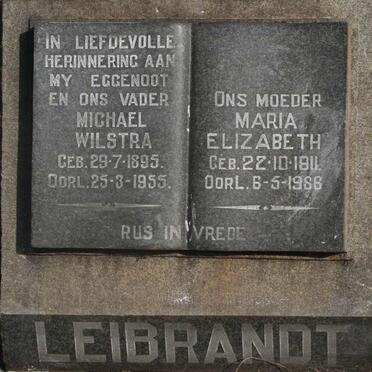 IN LIEFDEVOLLE
HERINNERING AAN
MY EGGENOOT
EN ONS VADER
MICHAEL
WILSTRA
GEB. 29-7-1895.
OORL. 25-3-1955.
ONS MOEDER
MARIA
ELIZABETH
GEB. 22-10-1911.
OORL. 6-5-1966
RUS IN VREDE
LEIBRANDT